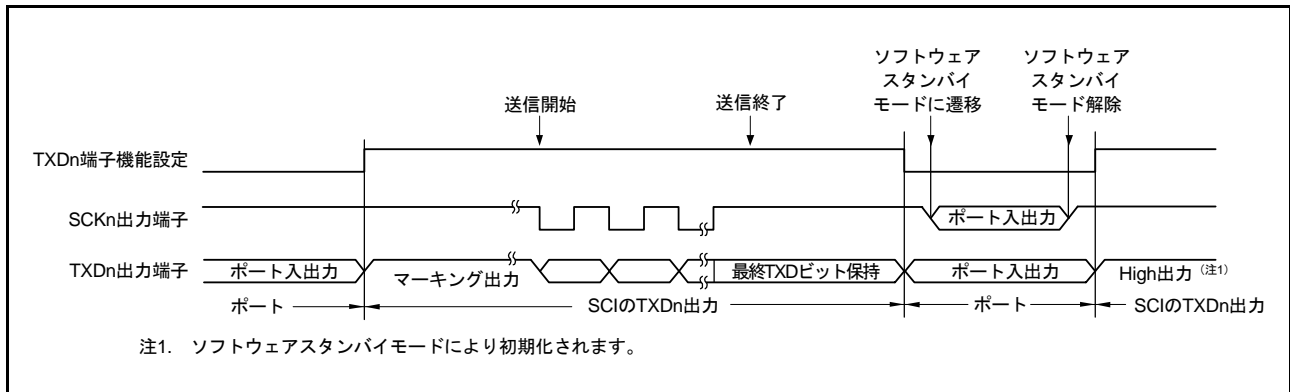 ソフトウェア
スタンバイ
モードに遷移
ソフトウェア
スタンバイ
モード解除
送信開始
送信終了
TXDn端子機能設定
SCKn出力端子
ポート入出力
TXDn出力端子
ポート入出力
マーキング出力
最終TXDビット保持
ポート入出力
High出力（注1）
ポート
SCIのTXDn出力
ポート
SCIのTXDn出力
注1. ソフトウェアスタンバイモードにより初期化されます。